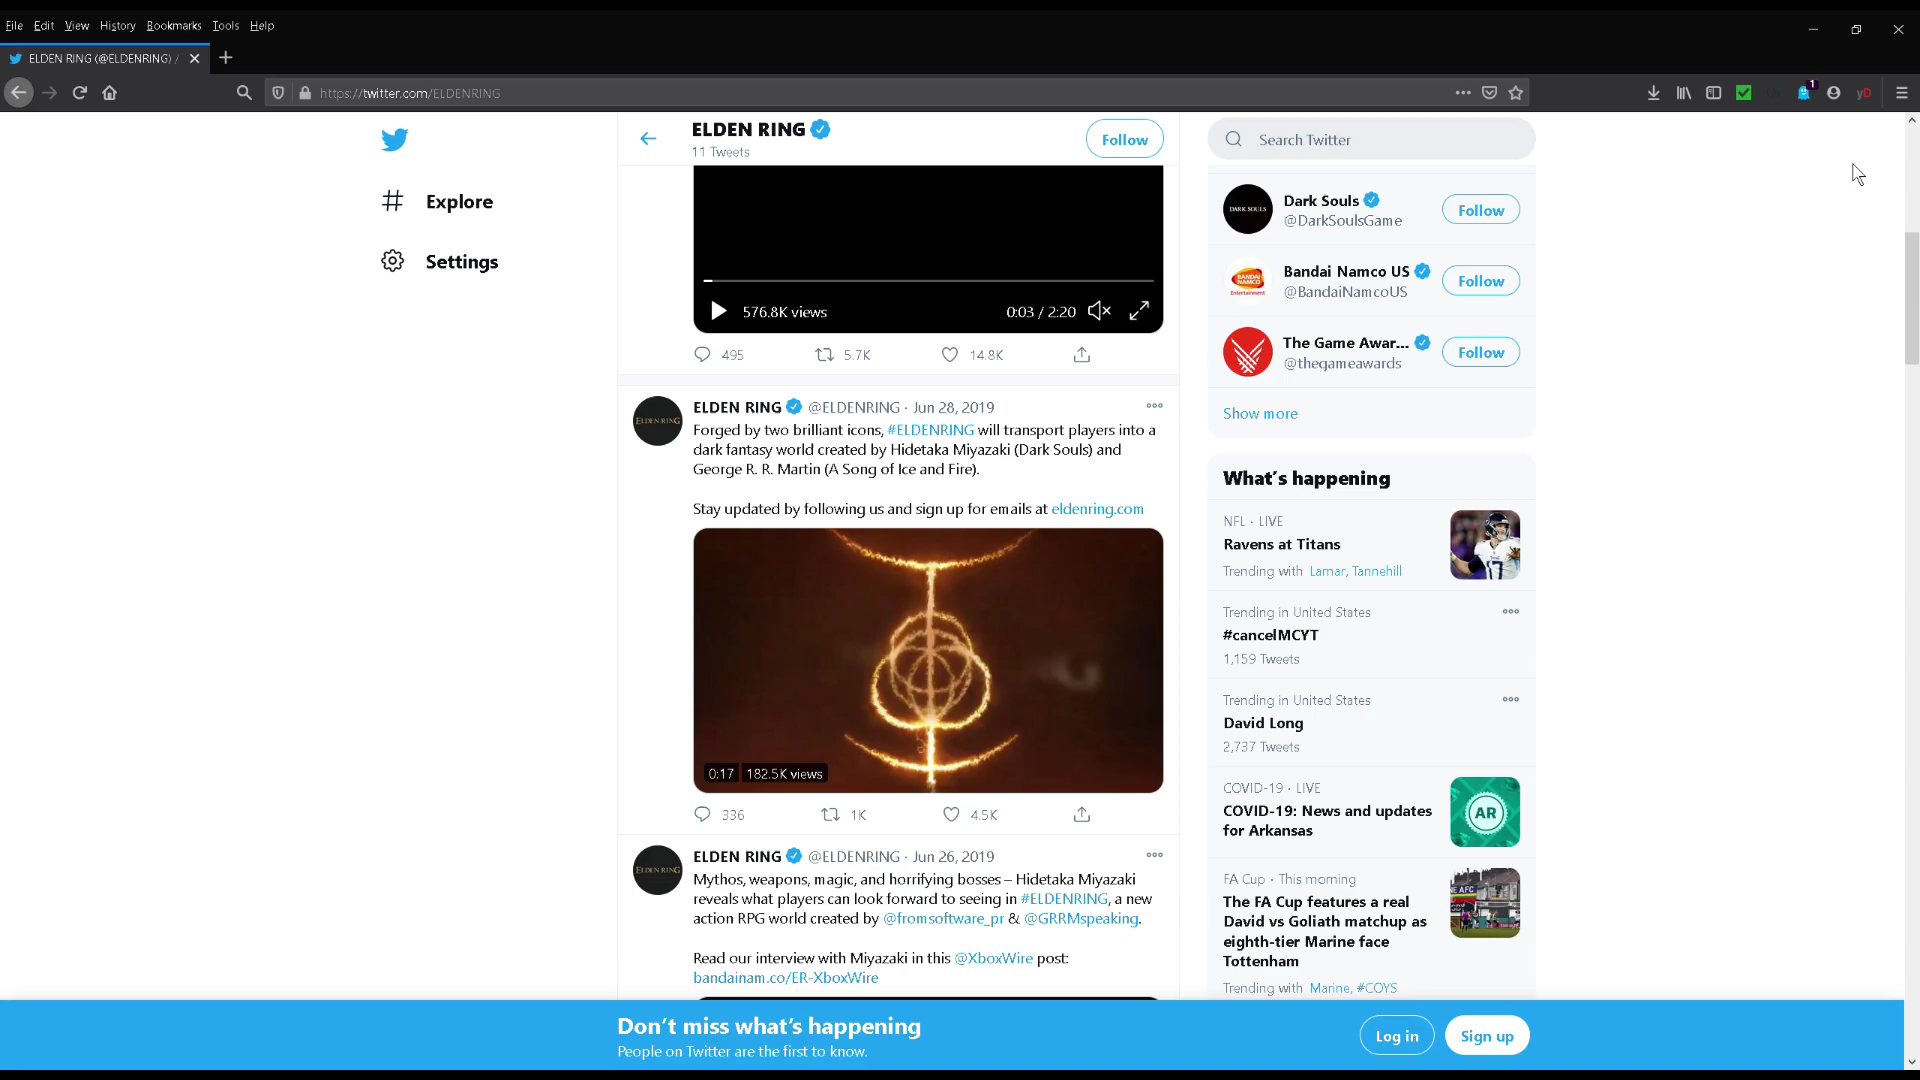 File Edit View History Bookmarks Tools Help
ELDEN RING (@ELDENRING) /
https://twitter.com/ELDENRING
1
yD
Explore
Settings
ELDEN RING
11 Tweets
Follow
576.8K views
0:03 / 2:20
495 5.7K 14.8K
ELDEN RING
ELDEN RING @ELDENRING · Jun 28, 2019
Forged by two brilliant icons, #ELDENRING will transport players into a
dark fantasy world created by Hidetaka Miyazaki (Dark Souls) and
George R. R. Martin (A Song of Ice and Fire).
Stay updated by following us and sign up for emails at eldenring.com
0:17 182.5K views
336 1K 4.5K
ELDEN RING
ELDEN RING @ELDENRING · Jun 26, 2019
Mythos, weapons, magic, and horrifying bosses – Hidetaka Miyazaki
reveals what players can look forward to seeing in #ELDENRING, a new
action RPG world created by @fromsoftware_pr & @GRRMspeaking.
Read our interview with Miyazaki in this @XboxWire post:
bandainam.co/ER-XboxWire
Search Twitter
DARK SOULS
Dark Souls
@DarkSoulsGame
Follow
BANDAI
NAMCO
Entertainment
Bandai Namco US
@BandaiNamcoUS
Follow
The Game Awar...
@thegameawards
Follow
Show more
What's happening
NFL · LIVE
Ravens at Titans
Trending with Lamar, Tannehill
17
Trending in United States
#cancelMCYT
1,159 Tweets
Trending in United States
David Long
2,737 Tweets
COVID-19 · LIVE
COVID-19: News and updates
for Arkansas
AR
FA Cup · This morning
The FA Cup features a real
David vs Goliath matchup as
eighth-tier Marine face
Tottenham
Trending with Marine, #COYS
Don't miss what's happening
People on Twitter are the first to know.
Log in
Sign up